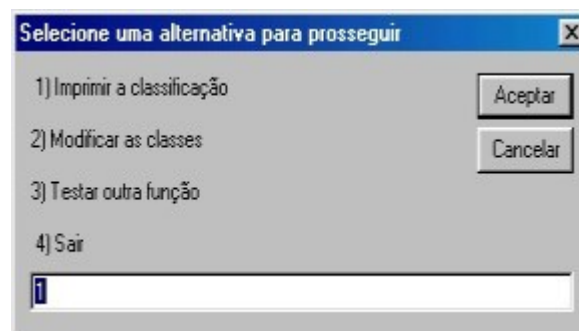 Selecione uma alternativa para prosseguir
1) Imprimir a classificação
Aceptar
2) Modificar as classes
Cancelar
3) Testar outra função
4) Sair
1